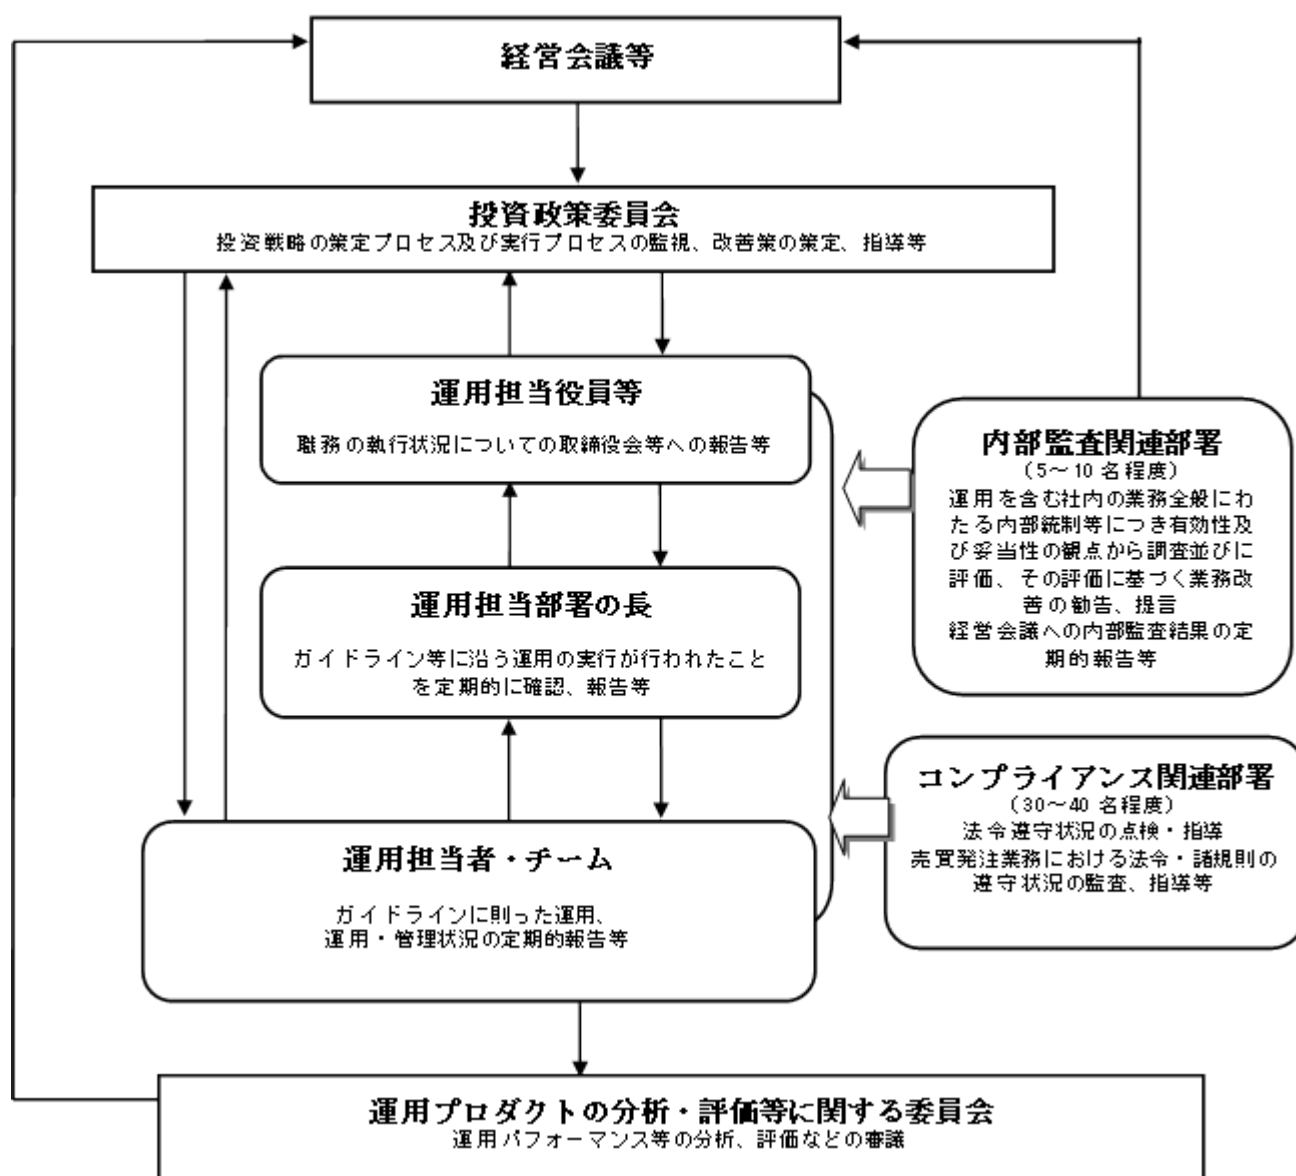 経営会議等
投資政策委員会
投資戦略の策定プロセス及び実行プロセスの監視、改善策の策定、指導等
運用担当役員等
職務の執行状況についての取締役会等への報告等
運用担当部署の長
ガイドライン等に沿う運用の実行が行われたこと
を定期的に確認、報告等
運用担当者・チーム
ガイドラインに則った運用、
運用・管理状況の定期的報告等
内部監査関連部署
（5～10 名程度）
運用を含む社内の業務全般にわ
たる内部統制等につき有効性及
び妥当性の観点から調査並びに
評価、その評価に基づく業務改
善の勧告、提言
経営会議への内部監査結果の定
期的報告等
コンプライアンス関連部署
（30～40 名程度）
法令遵守状況の点検・指導
売買発注業務における法令・諸規則の
遵守状況の監査、指導等
運用プロダクトの分析・評価等に関する委員会
運用パフォーマンス等の分析、評価などの審議